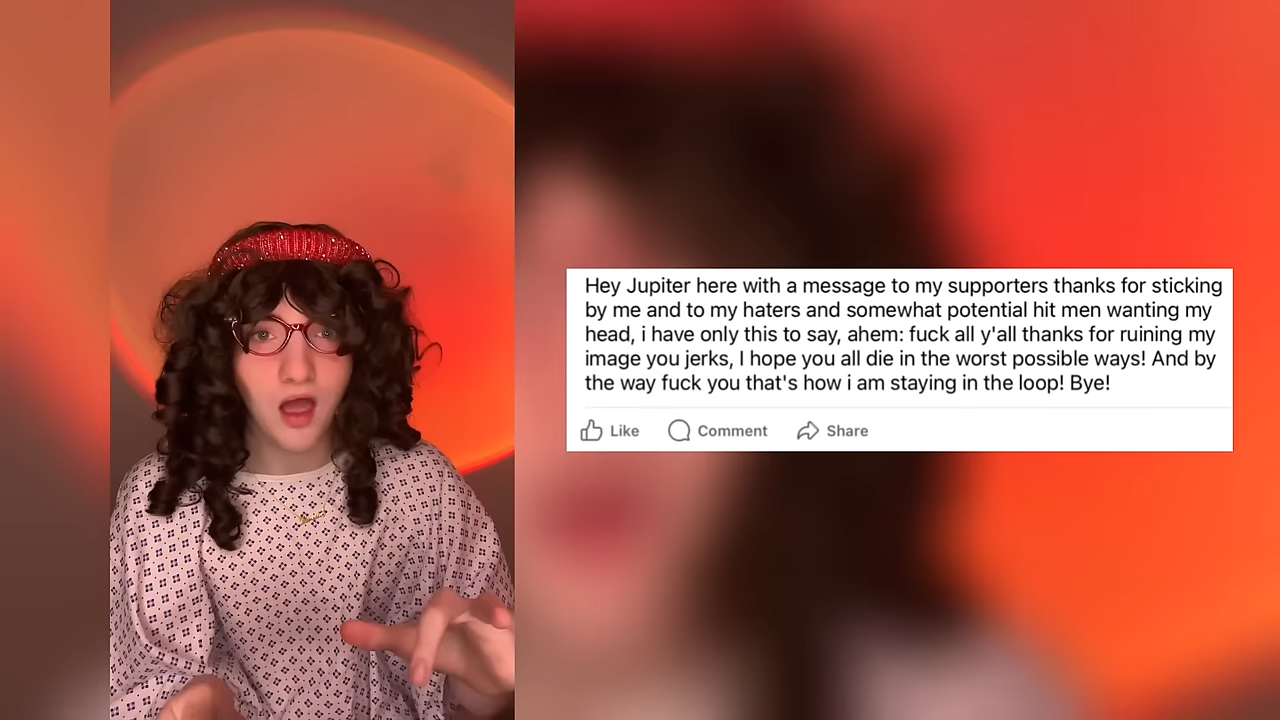 Hey Jupiter here with a message to my supporters thanks for sticking
by me and to my haters and somewhat potential hit men wanting my
head, i have only this to say, ahem: fuck all y'all thanks for ruining my
image you jerks, I hope you all die in the worst possible ways! And by
the way fuck you that's how i am staying in the loop! Bye!
Like Comment Share